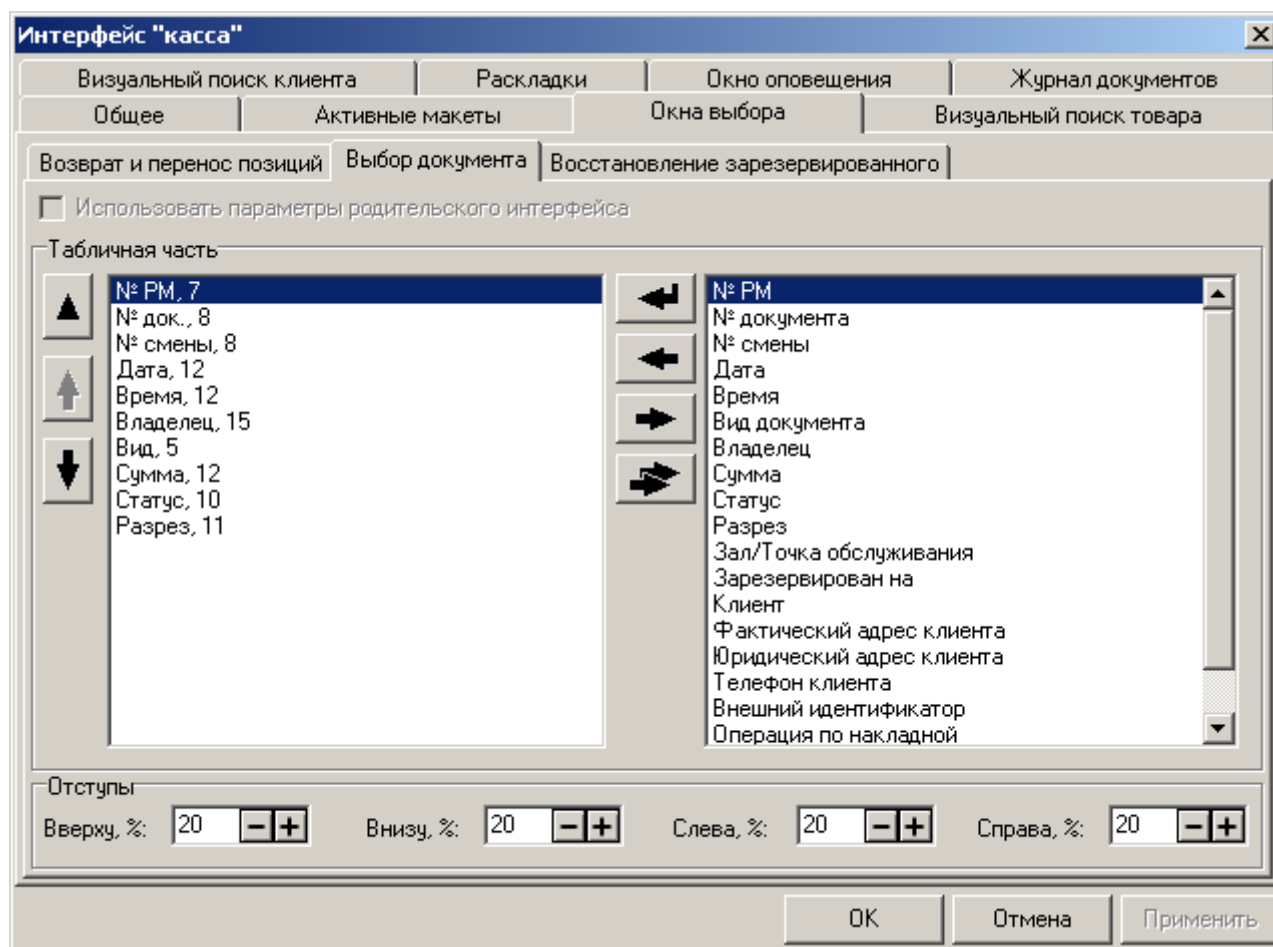 Интерфейс "касса"
Визуальный поиск клиента Раскладки Окно оповещения Журнал документов
Общее Активные макеты Окна выбора Визуальный поиск товара
Возврат и перенос позиций Выбор документа Восстановление зарезервированного
Использовать параметры родительского интерфейса
Табличная часть
№ РМ, 7
№ док., 8
№ смены, 8
Дата, 12
Время, 12
Владелец, 15
Вид, 5
Сумма, 12
Статус, 10
Разрез, 11
№ РМ
№ документа
№ смены
Дата
Время
Вид документа
Владелец
Сумма
Статус
Разрез
Зал/Точка обслуживания
Зарезервирован на
Клиент
Фактический адрес клиента
Юридический адрес клиента
Телефон клиента
Внешний идентификатор
Операция по накладной
Отступы
Вверху, %: 20 Внизу, %: 20 Слева, %: 20 Справа, %: 20
ОК Отмена Применить